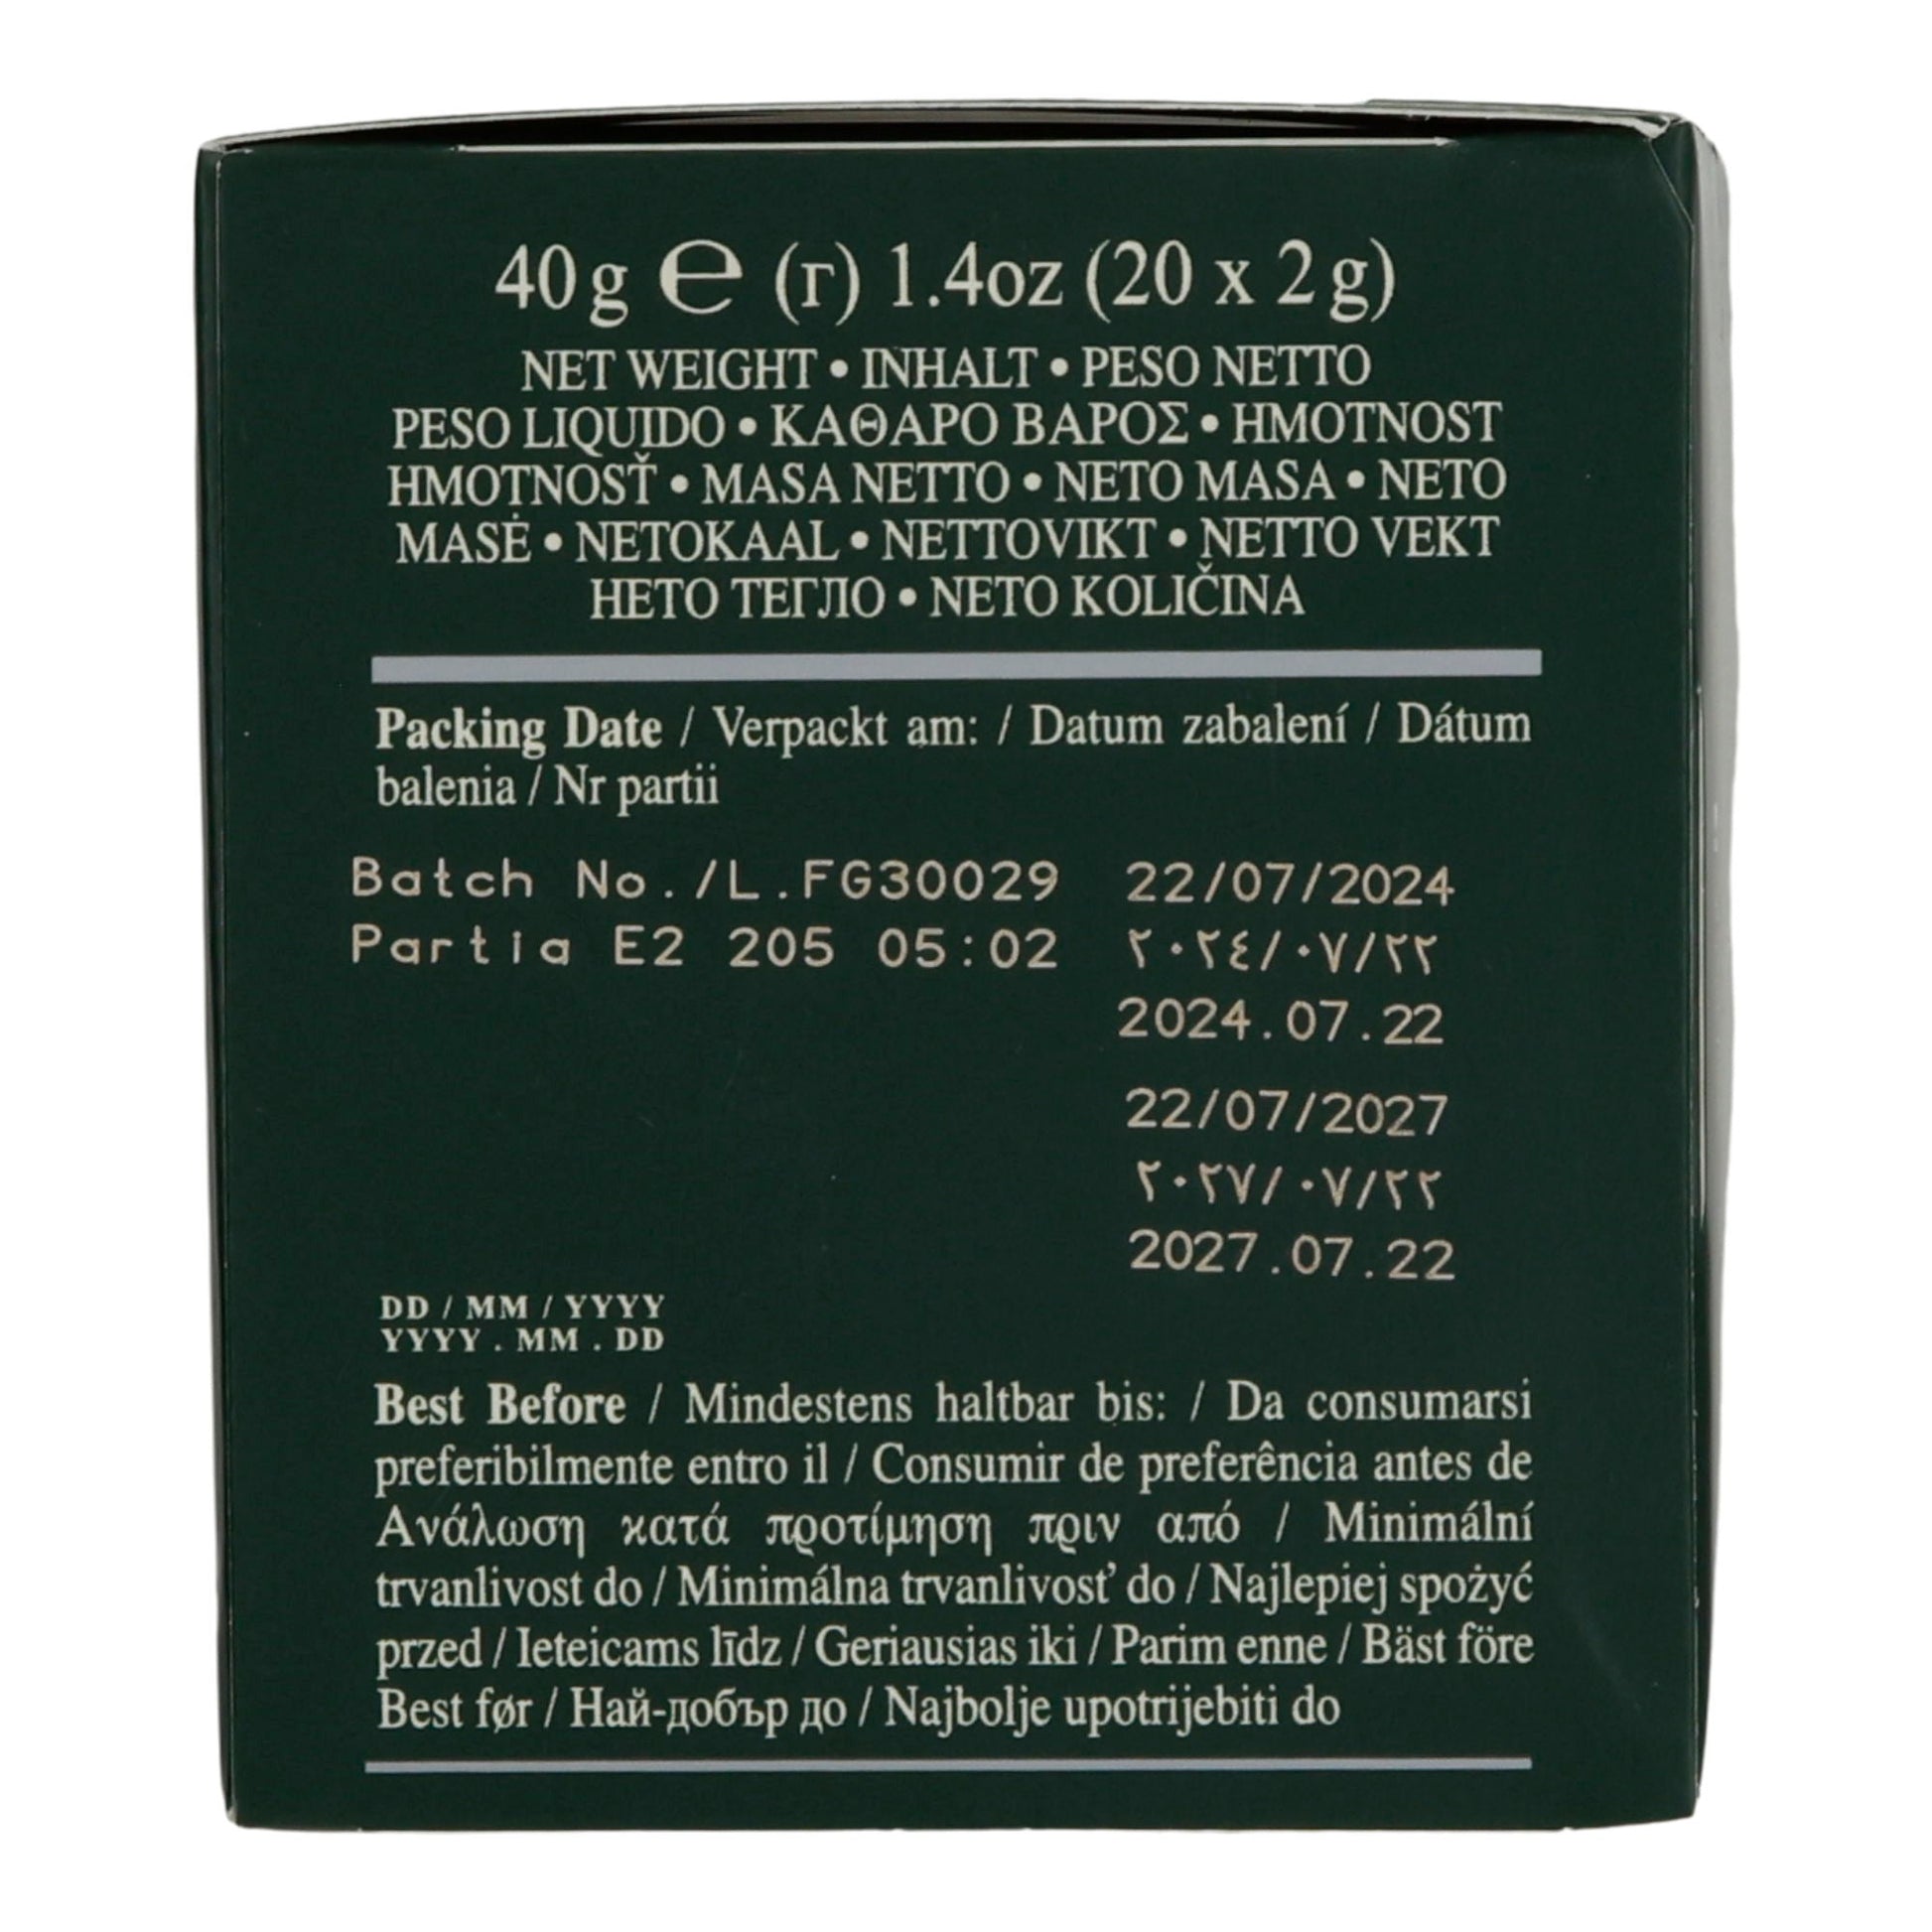 40 g ℮ (г) 1.4oz (20 x 2 g)
NET WEIGHT • INHALT • PESO NETTO
PESO LIQUIDO • ΚΑΘΑΡΟ ΒΑΡΟΣ • HMOTNOST
HMOTNOSŤ • MASA NETTO • NETO MASA • NETO
MASĖ • NETOKAAL • NETTOVIKT • NETTO VEKT
НЕТО ТЕГЛО • NETO KOLIČINA
Packing Date / Verpackt am: / Datum zabalení / Dátum
balenia / Nr partii
Batch No./L.FG30029 22/07/2024
Partia E2 205 05:02 ٢٠٢٤/٠٧/٢٢
2024.07.22
22/07/2027
٢٠٢٧/٠٧/٢٢
2027.07.22
DD / MM / YYYY
YYYY . MM . DD
Best Before / Mindestens haltbar bis: / Da consumarsi
preferibilmente entro il / Consumir de preferência antes de
Ανάλωση κατά προτίμηση πριν από / Minimální
trvanlivost do / Minimálna trvanlivosť do / Najlepiej spożyć
przed / Ieteicams līdz / Geriausias iki / Parim enne / Bäst före
Best før / Най-добър до / Najbolje upotrijebiti do